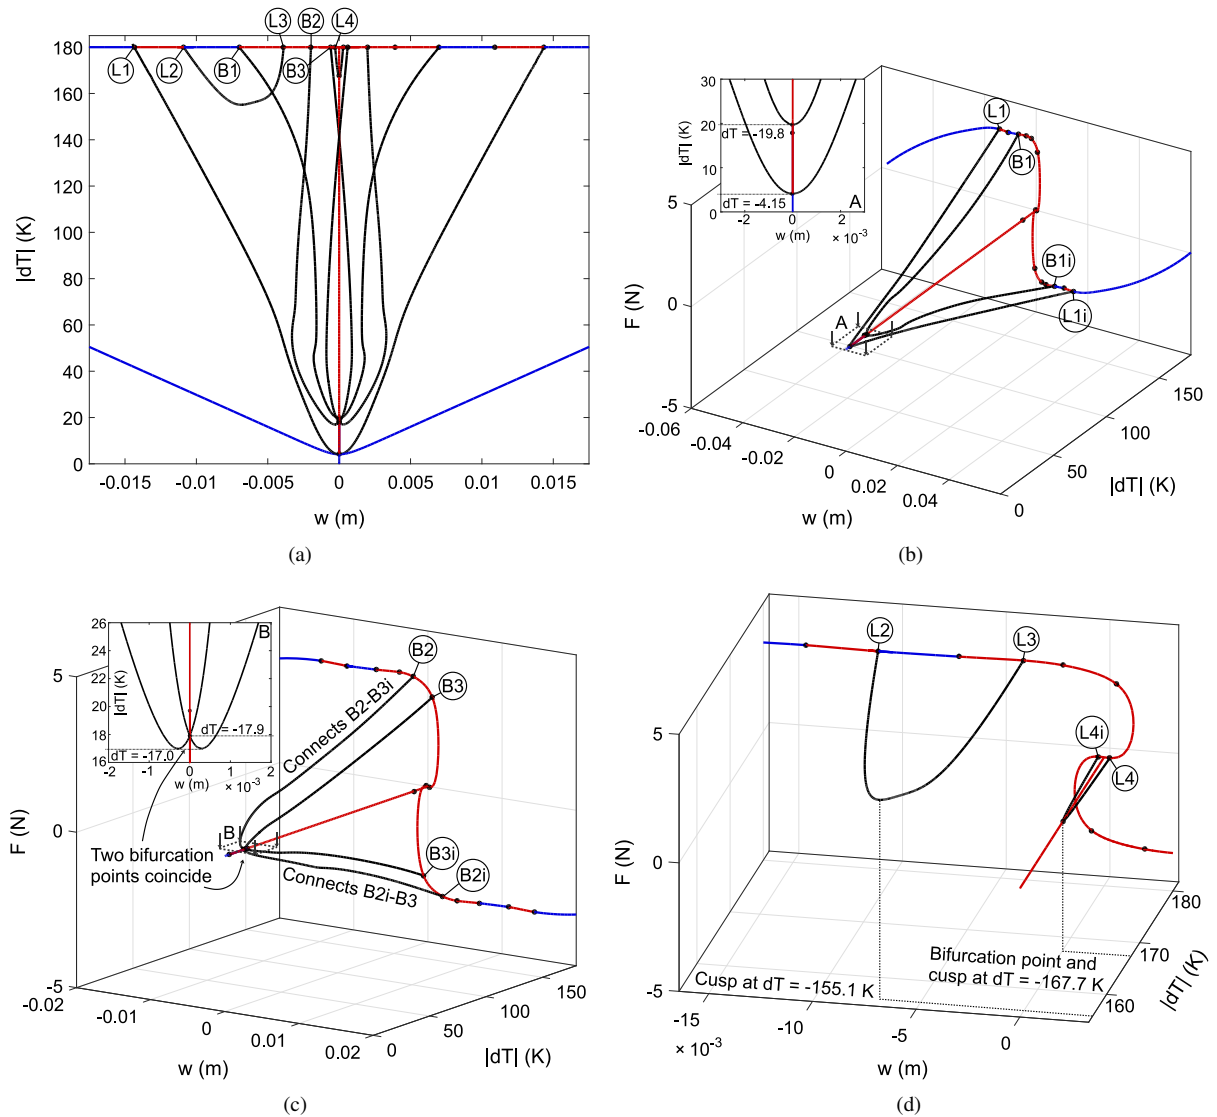 L3 B2 L4
180
160
140
120
180
80
60
40
20
0
L1 L2 B1 B3
|dT| (K)
-0.015 -0.010 -0.005 0 0.005 0.010 0.015
w (m)
(a)
30
20
10
0
|dT| (K)
dT = -19.8
dT = -4.15
A
-2 0 2
w (m) × 10⁻³
L1
B1
B1i
L1i
A
5
0
-5
F (N)
-0.06 -0.04 -0.02 0 0.02 0.04
w (m)
0 50 100 150
|dT| (K)
(b)
26
24
22
20
18
16
|dT| (K)
B
dT = -17.9
dT = -17.0
-2 -1 0 1 2
w (m) × 10⁻³
B2
B3
Connects B2-B3i
B
Two bifurcation
points coincide
B3i
B2i
Connects B2i-B3
5
0
-5
F (N)
-0.02 -0.01 0 0.01 0.02
w (m)
0 50 100 150
|dT| (K)
(c)
L2 L3
L4i
L4
5
0
-5
F (N)
Bifurcation point and
cusp at dT = -167.7 K
Cusp at dT = -155.1 K
180
170
160
|dT| (K)
-15 -10 -5 0
× 10⁻³
w (m)
(d)